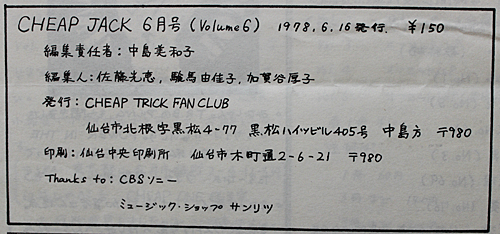 CHEAP JACK 6月号 (Volume6) 1978.6.16発行. ¥150
編集責任者:中島美和子
編集人:佐藤光恵, 駿馬由佳子, 加賀谷厚子
発行:CHEAP TRICK FAN CLUB
仙台市北根字黒松4-77 黒松ハイツビル405号 中島方 〒980
印刷:仙台中央印刷所 仙台市木町通2-6-21 〒980
Thanks to:CBSソニー
ミュージック・ショップ サンリツ